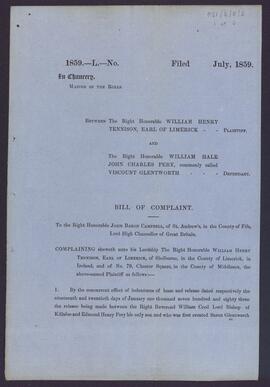 1859.—L.—No.
Filed July, 1859.
In Chancery.
MASTER OF THE ROLLS
BETWEEN The Right Honorable WILLIAM HENRY
TENNISON, EARL OF LIMERICK - - PLAINTIFF,
AND
The Right Honorable WILLIAM HALE
JOHN CHARLES PERY, commonly called
VISCOUNT GLENTWORTH - - DEFENDANT.
BILL OF COMPLAINT.
To the Right Honorable JOHN BARON CAMPBELL, of St. Andrew's, in the County of Fife,
Lord High Chancellor of Great Britain.
COMPLAINING sheweth unto his Lordship The Right Honorable WILLIAM HENRY
TENNISON, EARL OF LIMERICK, of in the County of Limerick, in
Ireland, and of No. 79, Chester Square, in the County of Middlesex, the
above-named Plaintiff as follows:—
1. By the concurrent effect of indentures of lease and release dated respectively the
nineteenth and twentieth days of January one thousand seven hundred and eighty three
the release being made between the Right Reverend William Cecil Lord Bishop of
Killaloe and Edmond Henry Pery his only son and who was first created Baron Glentworth